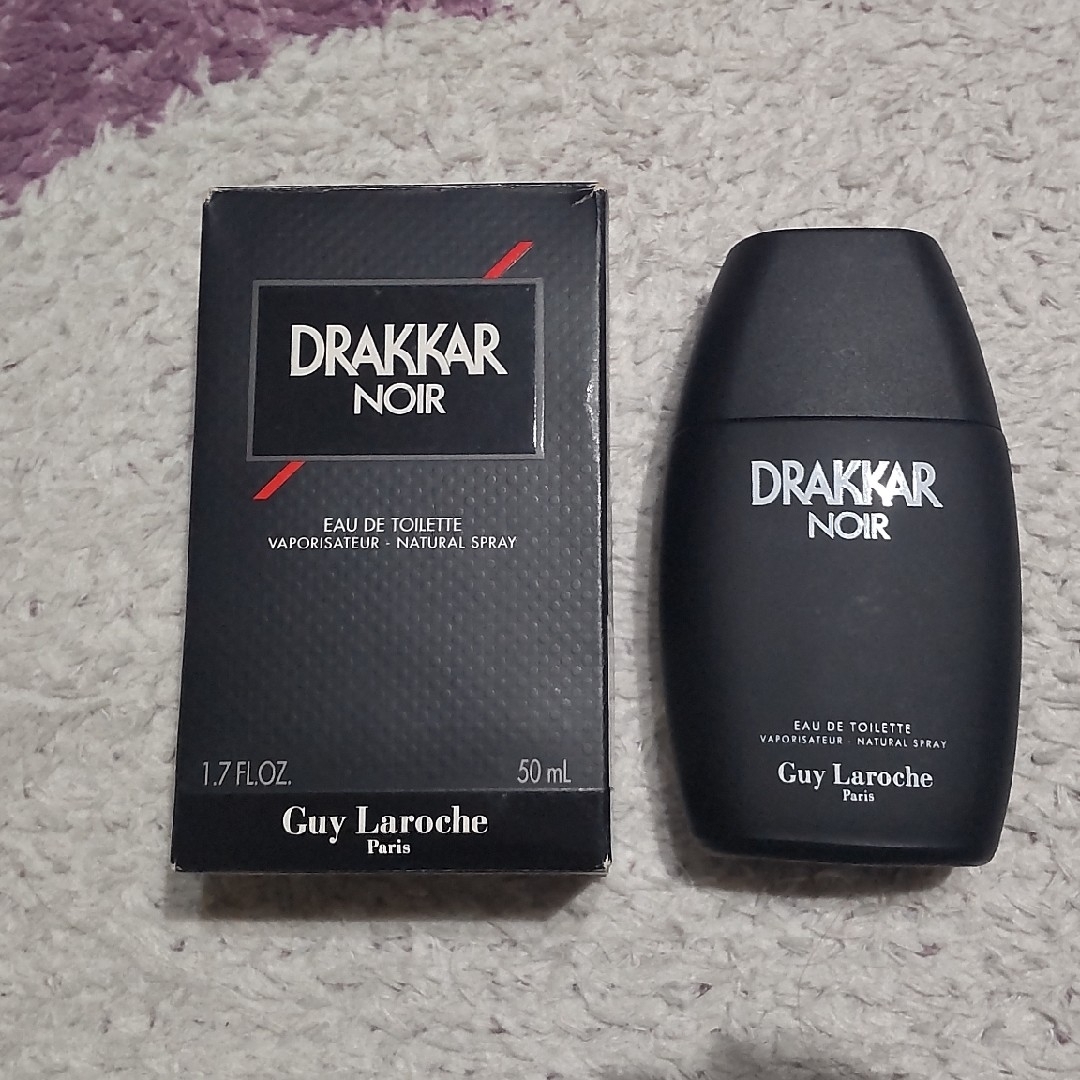 DRAKKAR
NOIR
EAU DE TOILETTE
VAPORISATEUR - NATURAL SPRAY
1.7 FL.OZ. 50 mL
Guy Laroche
Paris
DRAKKAR
NOIR
EAU DE TOILETTE
VAPORISATEUR - NATURAL SPRAY
Guy Laroche
Paris